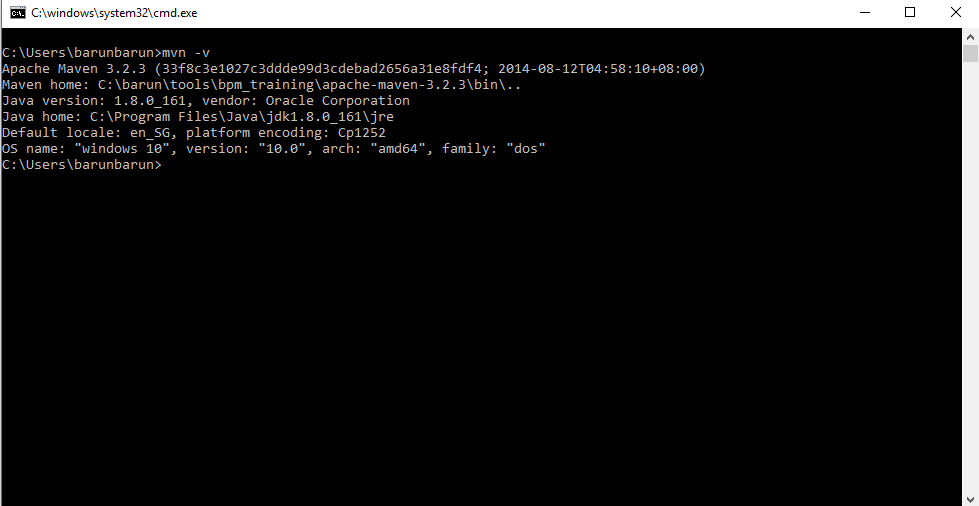 C:\windows\system32\cmd.exe
C:\Users\barunbarun>mvn -v
Apache Maven 3.2.3 (33f8c3e1027c3ddde99d3cdebad2656a31e8fdf4; 2014-08-12T04:58:10+08:00)
Maven home: C:\barun\tools\bpm_training\apache-maven-3.2.3\bin\..
Java version: 1.8.0_161, vendor: Oracle Corporation
Java home: C:\Program Files\Java\jdk1.8.0_161\jre
Default locale: en_SG, platform encoding: Cp1252
OS name: "windows 10", version: "10.0", arch: "amd64", family: "dos"
C:\Users\barunbarun>